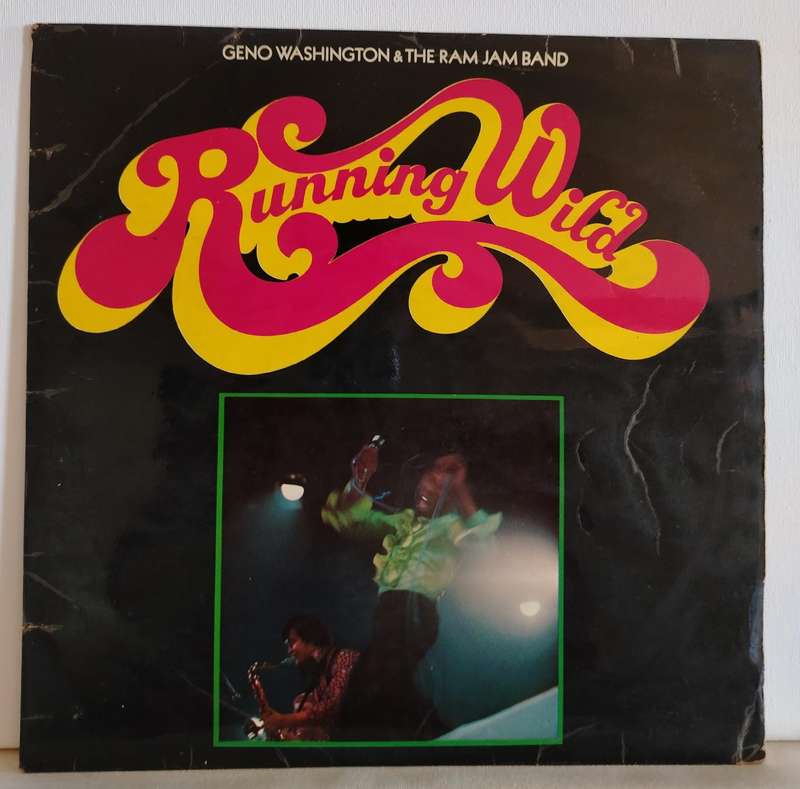 GENO WASHINGTON & THE RAM JAM BAND
Running Wild